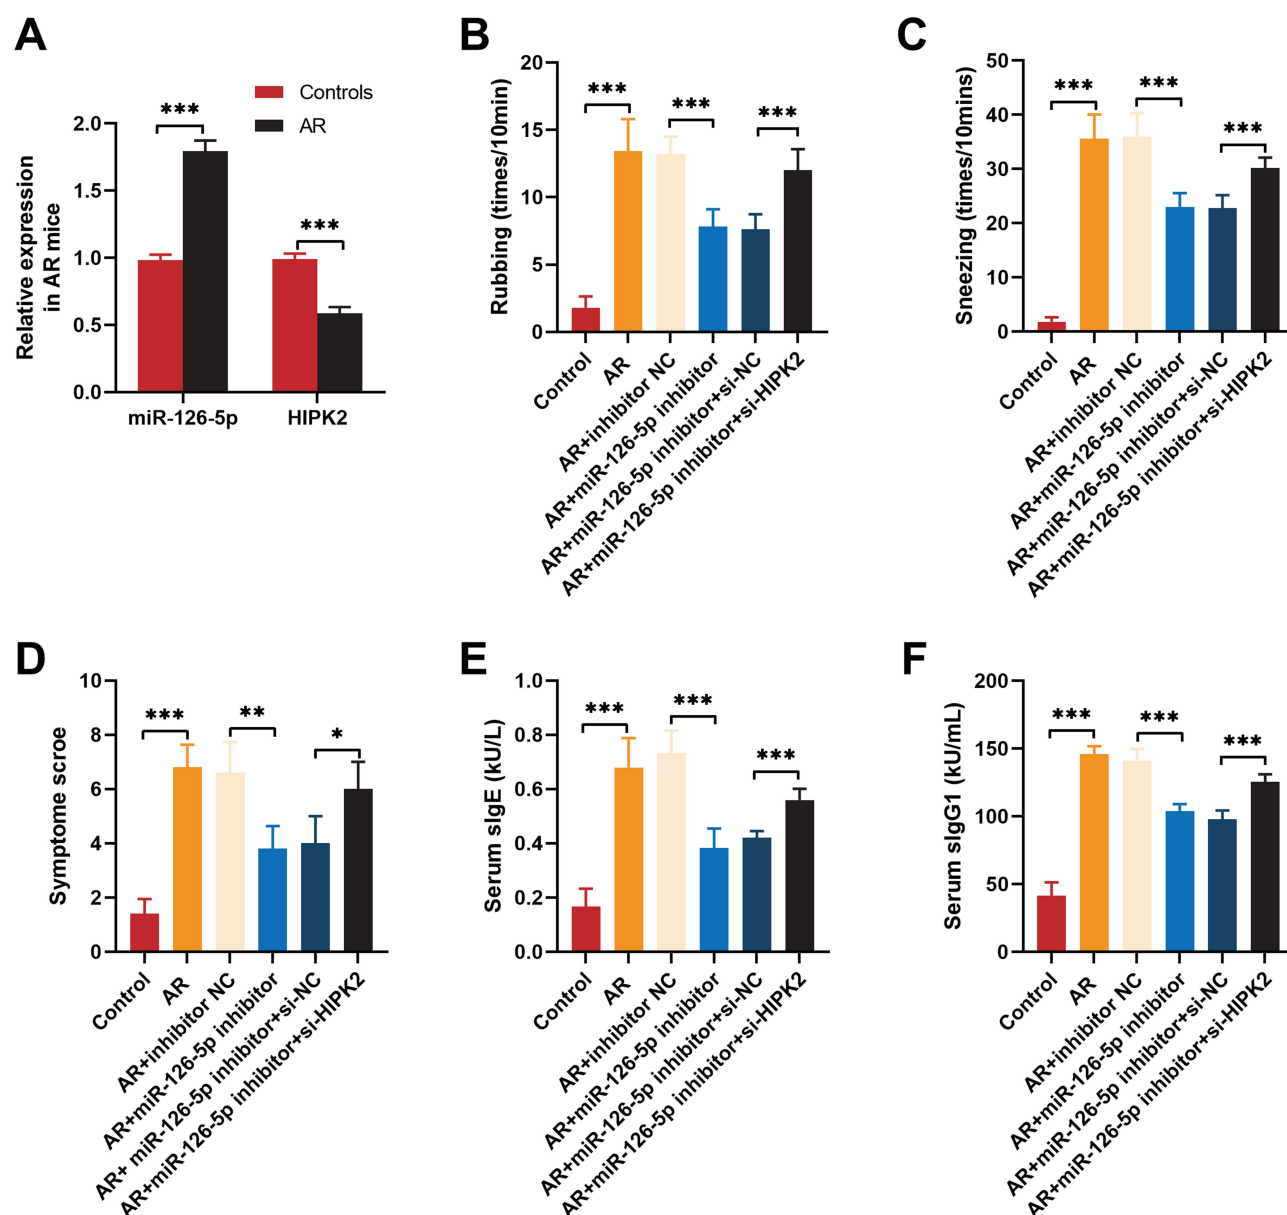 A
Controls
AR
***
***
Relative expression
in AR mice
2.0
1.5
1.0
0.5
0.0
miR-126-5p
HIPK2
B
Rubbing (times/10min)
20
15
10
5
0
***
***
***
Control
AR
AR+inhibitor NC
AR+miR-126-5p inhibitor
AR+miR-126-5p inhibitor+si-NC
AR+miR-126-5p inhibitor+si-HIPK2
C
Sneezing (times/10mins)
50
40
30
20
10
0
***
***
***
Control
AR
AR+inhibitor NC
AR+miR-126-5p inhibitor
AR+miR-126-5p inhibitor+si-NC
AR+miR-126-5p inhibitor+si-HIPK2
D
Symptome scroe
10
8
6
4
2
0
***
**
*
Control
AR
AR+inhibitor NC
AR+miR-126-5p inhibitor
AR+ miR-126-5p inhibitor+si-NC
AR+miR-126-5p inhibitor+si-HIPK2
E
Serum sIgE (kU/L)
1.0
0.8
0.6
0.4
0.2
0.0
***
***
***
Control
AR
AR+inhibitor NC
AR+miR-126-5p inhibitor
AR+miR-126-5p inhibitor+si-NC
AR+miR-126-5p inhibitor+si-HIPK2
F
Serum sIgG1 (kU/mL)
200
150
100
50
0
***
***
***
Control
AR
AR+inhibitor NC
AR+miR-126-5p inhibitor
AR+miR-126-5p inhibitor+si-NC
AR+miR-126-5p inhibitor+si-HIPK2